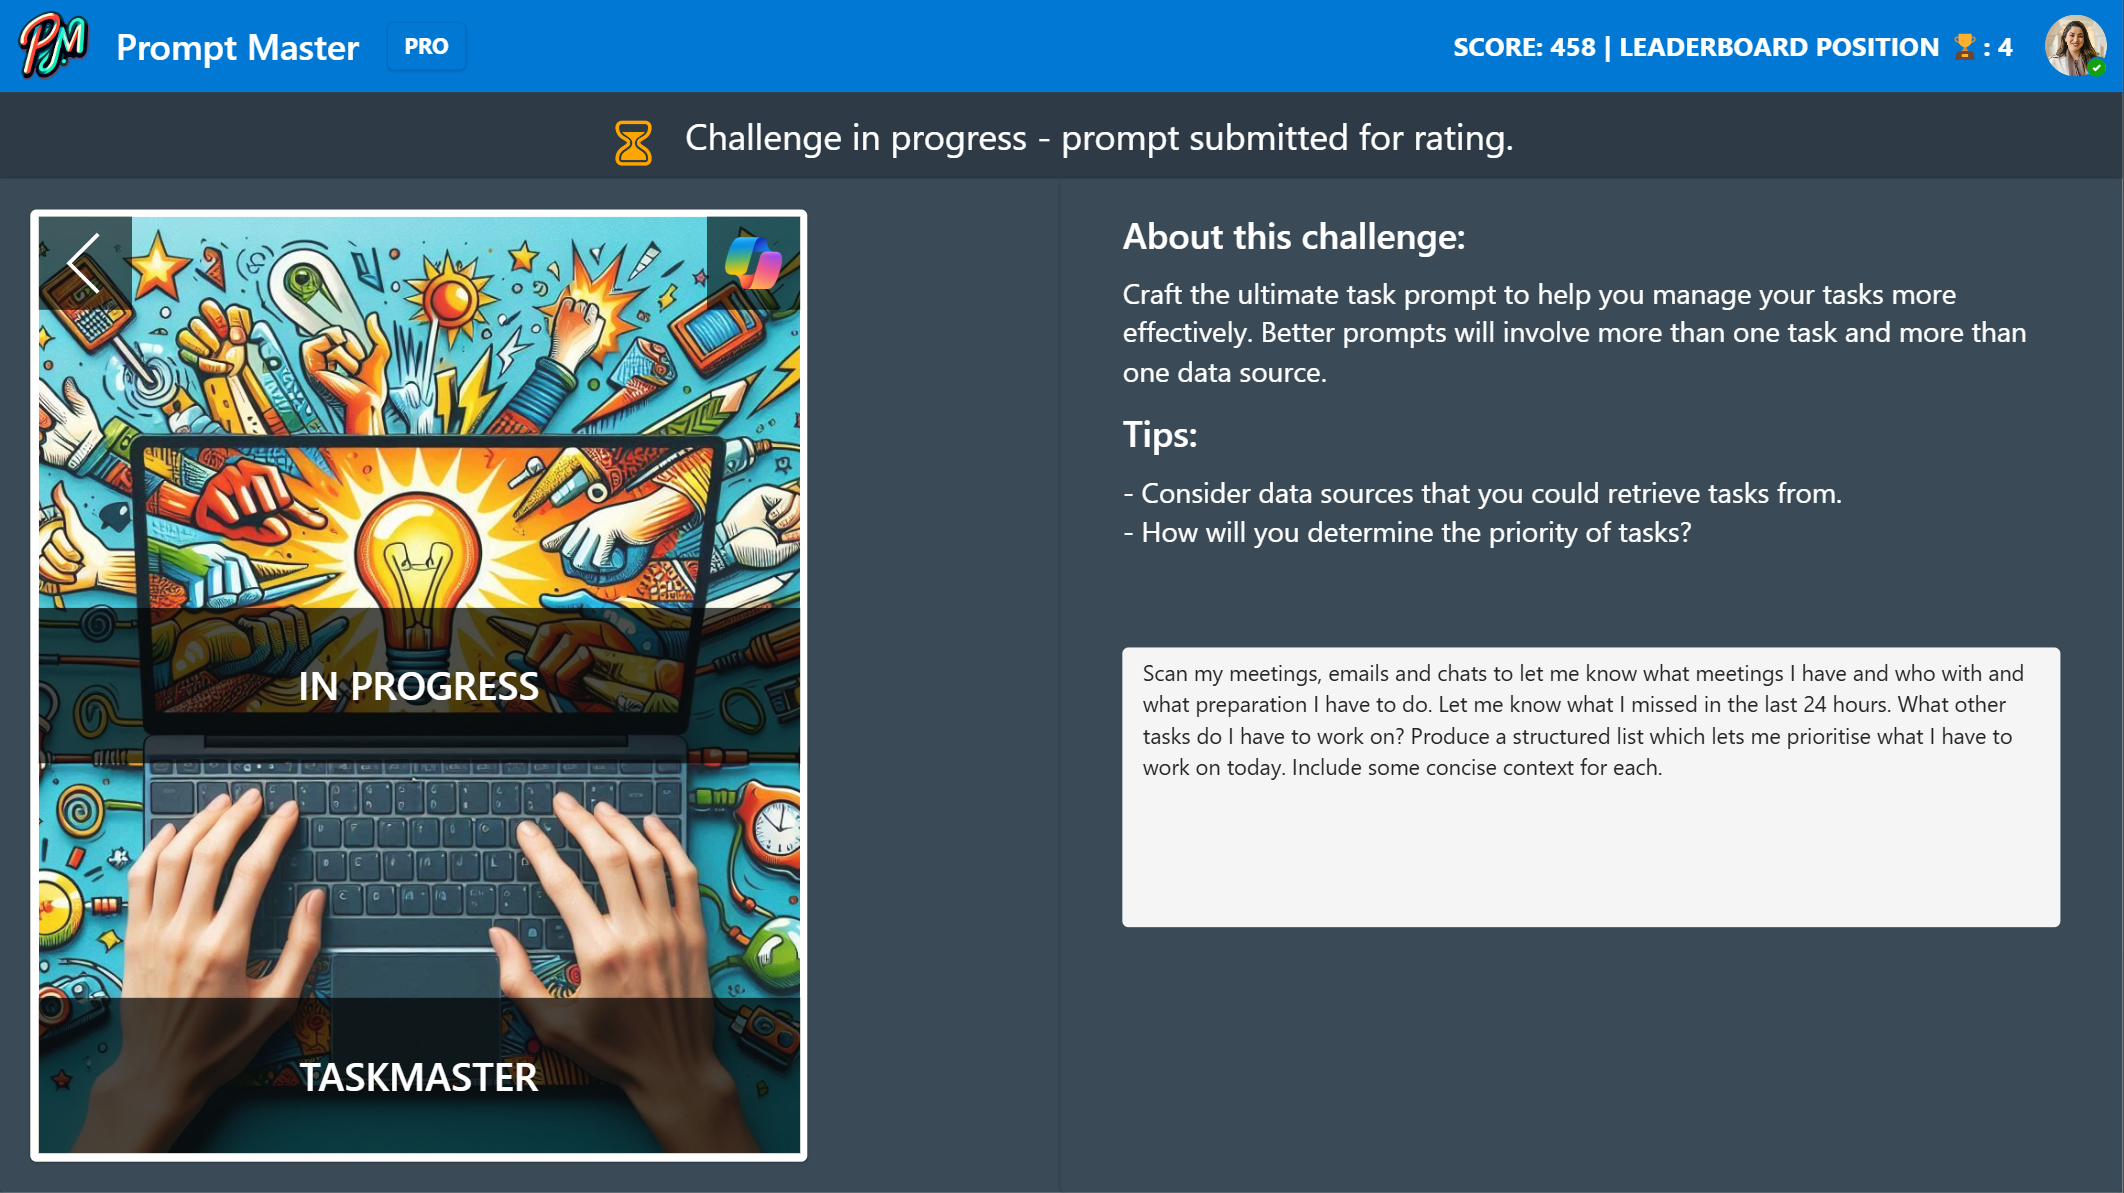 PM
Prompt Master
PRO
SCORE: 458 | LEADERBOARD POSITION 🏆 : 4
Challenge in progress - prompt submitted for rating.
IN PROGRESS
TASKMASTER
About this challenge:
Craft the ultimate task prompt to help you manage your tasks more
effectively. Better prompts will involve more than one task and more than
one data source.
Tips:
- Consider data sources that you could retrieve tasks from.
- How will you determine the priority of tasks?
Scan my meetings, emails and chats to let me know what meetings I have and who with and
what preparation I have to do. Let me know what I missed in the last 24 hours. What other
tasks do I have to work on? Produce a structured list which lets me prioritise what I have to
work on today. Include some concise context for each.